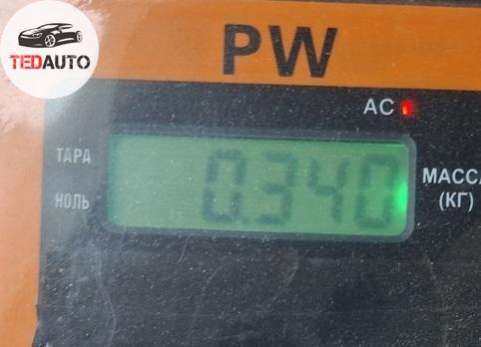 TEDAUTO
PW
AC
ТАРА
НОЛЬ
0.340
МАССА
(КГ)